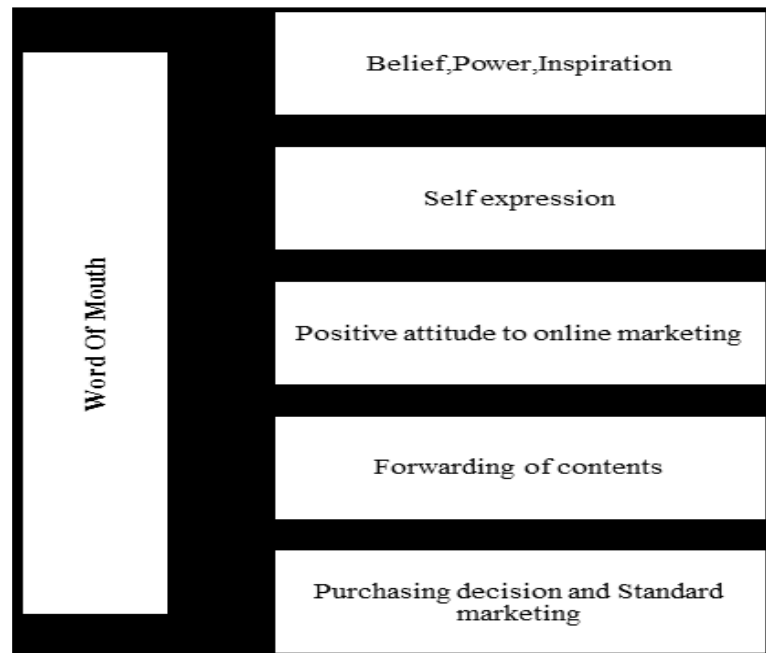 Word Of Mouth
Belief,Power,Inspiration
Self expression
Positive attitude to online marketing
Forwarding of contents
Purchasing decision and Standard
marketing